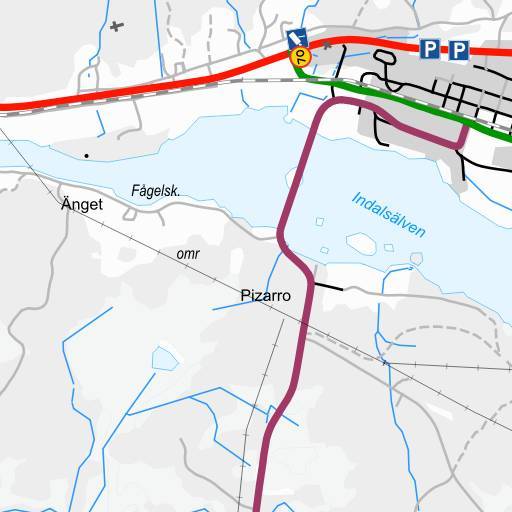 P P
70
Fågelsk.
Änget
Indalsälven
omr
Pizarro